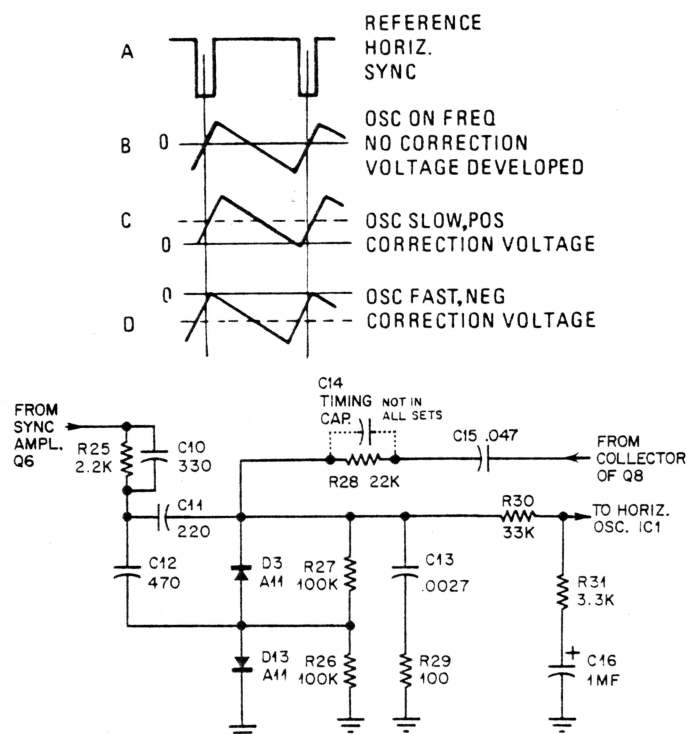 A
REFERENCE
HORIZ.
SYNC
B
0
OSC ON FREQ
NO CORRECTION
VOLTAGE DEVELOPED
C
0
OSC SLOW,POS
CORRECTION VOLTAGE
D
0
OSC FAST,NEG
CORRECTION VOLTAGE
FROM
SYNC
AMPL.
Q6
R25
2.2K
C10
330
C14
TIMING
CAP.
NOT IN
ALL SETS
R28 22K
C15 .047
FROM
COLLECTOR
OF Q8
C11
220
R30
33K
TO HORIZ.
OSC. IC1
C12
470
D3
A11
R27
100K
C13
.0027
R31
3.3K
D13
A11
R26
100K
R29
100
+
C16
1MF